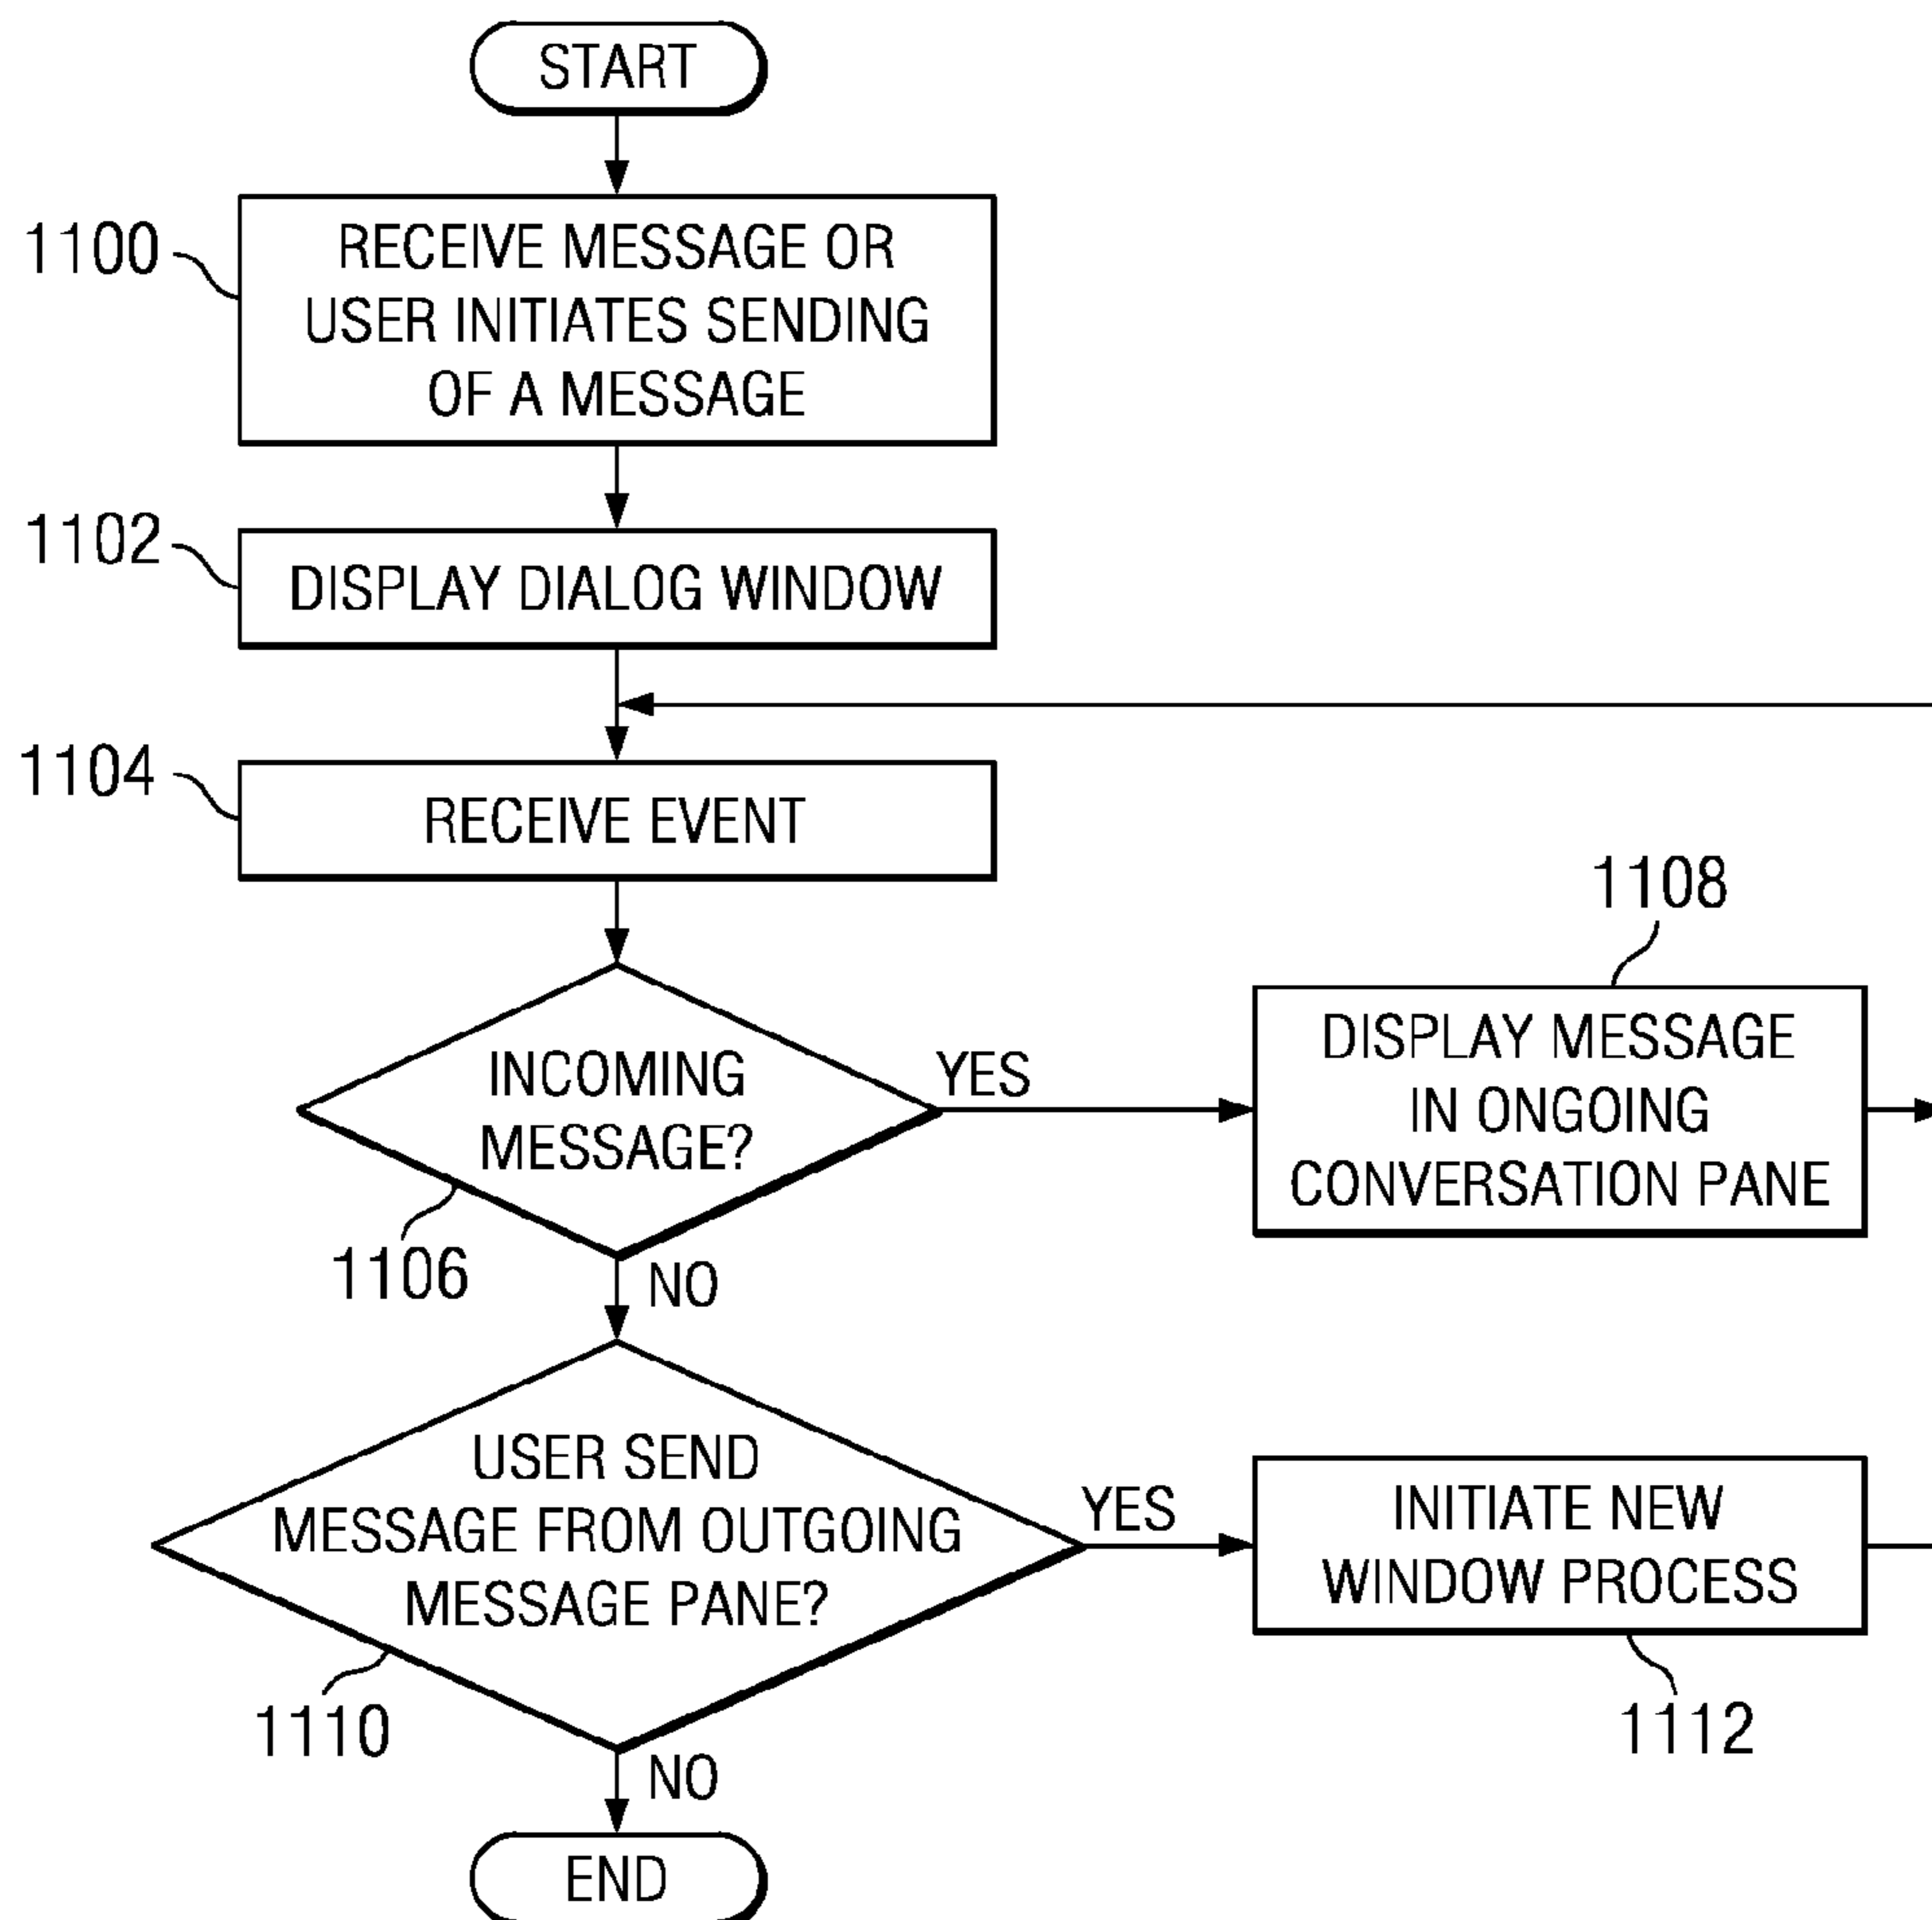 START
1100
RECEIVE MESSAGE OR
USER INITIATES SENDING
OF A MESSAGE
1102
DISPLAY DIALOG WINDOW
1104
RECEIVE EVENT
1108
INCOMING
MESSAGE?
YES
DISPLAY MESSAGE
IN ONGOING
CONVERSATION PANE
1106
NO
USER SEND
MESSAGE FROM OUTGOING
MESSAGE PANE?
YES
INITIATE NEW
WINDOW PROCESS
1110
1112
NO
END